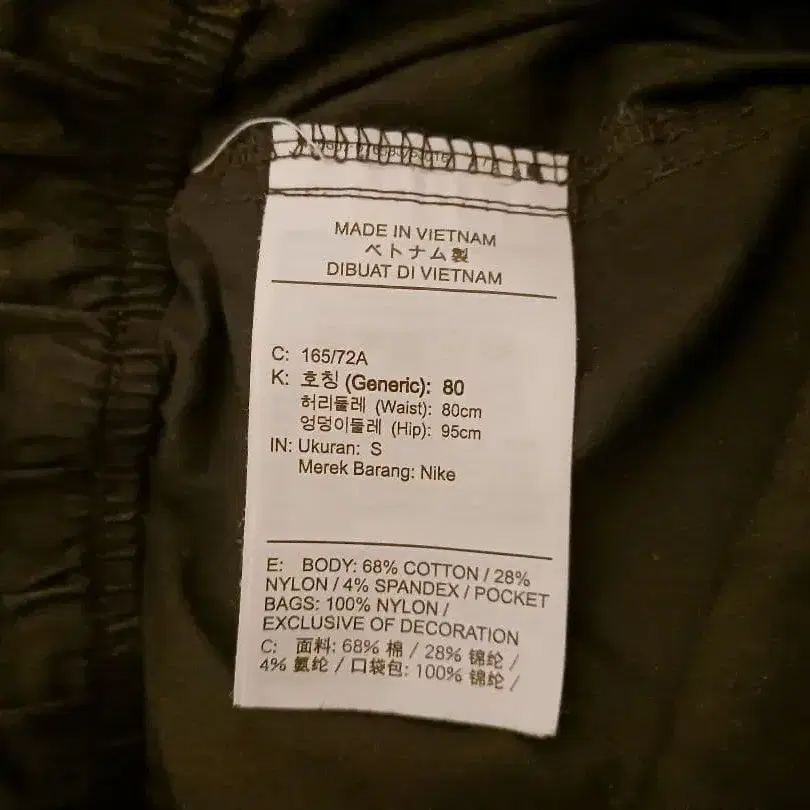 MADE IN VIETNAM
ベトナム製
DIBUAT DI VIETNAM
C: 165/72A
K: 호칭 (Generic): 80
허리둘레 (Waist): 80cm
엉덩이둘레 (Hip): 95cm
IN: Ukuran: S
Merek Barang: Nike
E: BODY: 68% COTTON / 28%
NYLON / 4% SPANDEX / POCKET
BAGS: 100% NYLON /
EXCLUSIVE OF DECORATION
C: 面料: 68% 棉 / 28% 锦纶 /
4% 氨纶 / 口袋包: 100% 锦纶 /